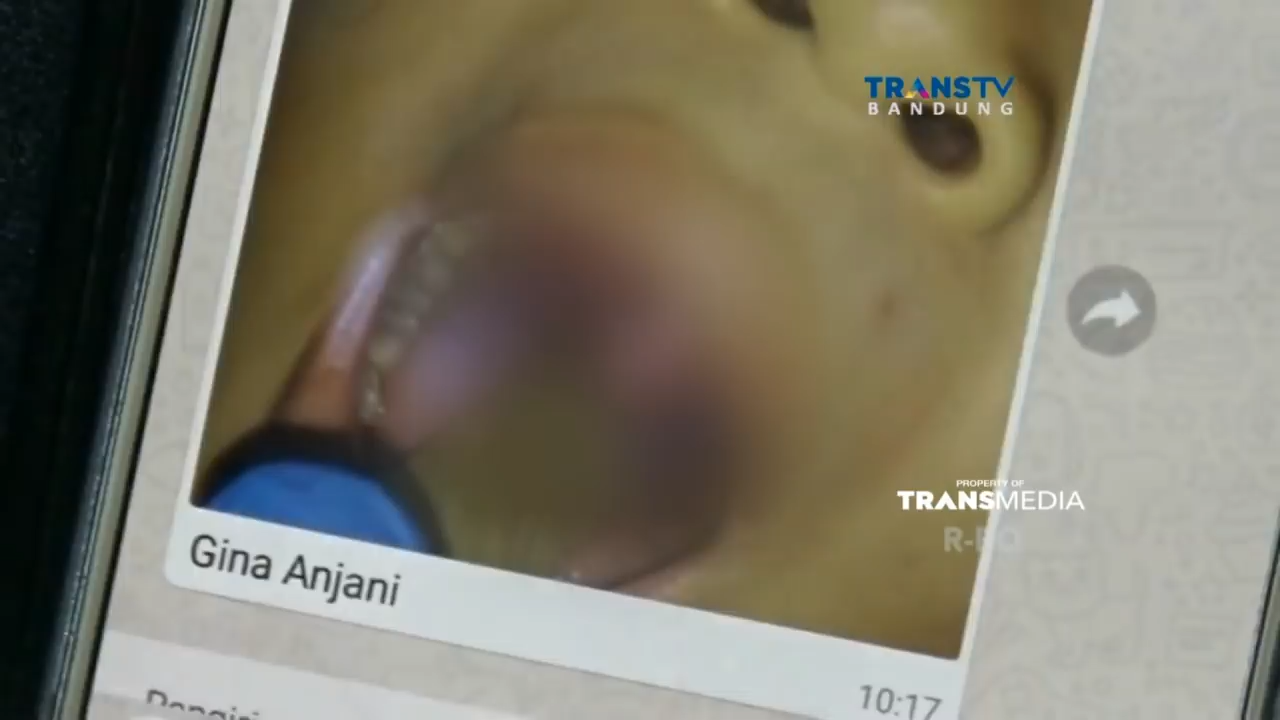 TRANSTV
BANDUNG
PROPERTY OF
TRANSMEDIA
Gina Anjani
10:17